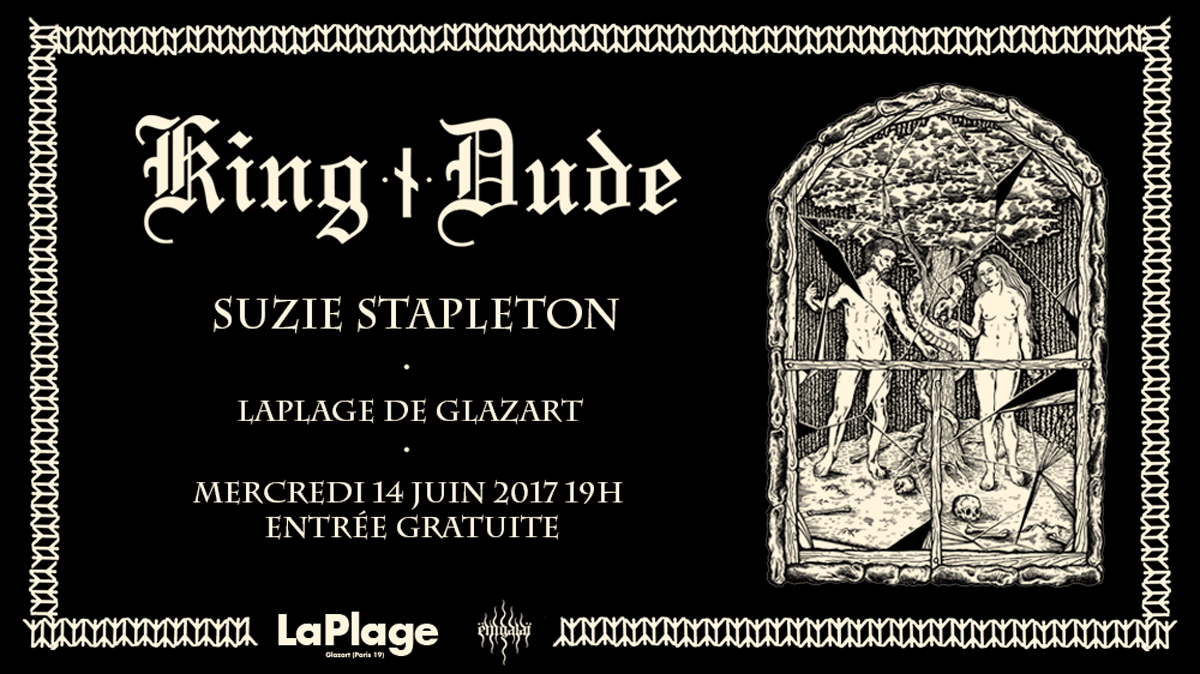 King Dude
SUZIE STAPLETON
LAPLAGE DE GLAZART
MERCREDI 14 JUIN 2017 19H
ENTRÉE GRATUITE
LaPlage
Glazart (Paris 19)